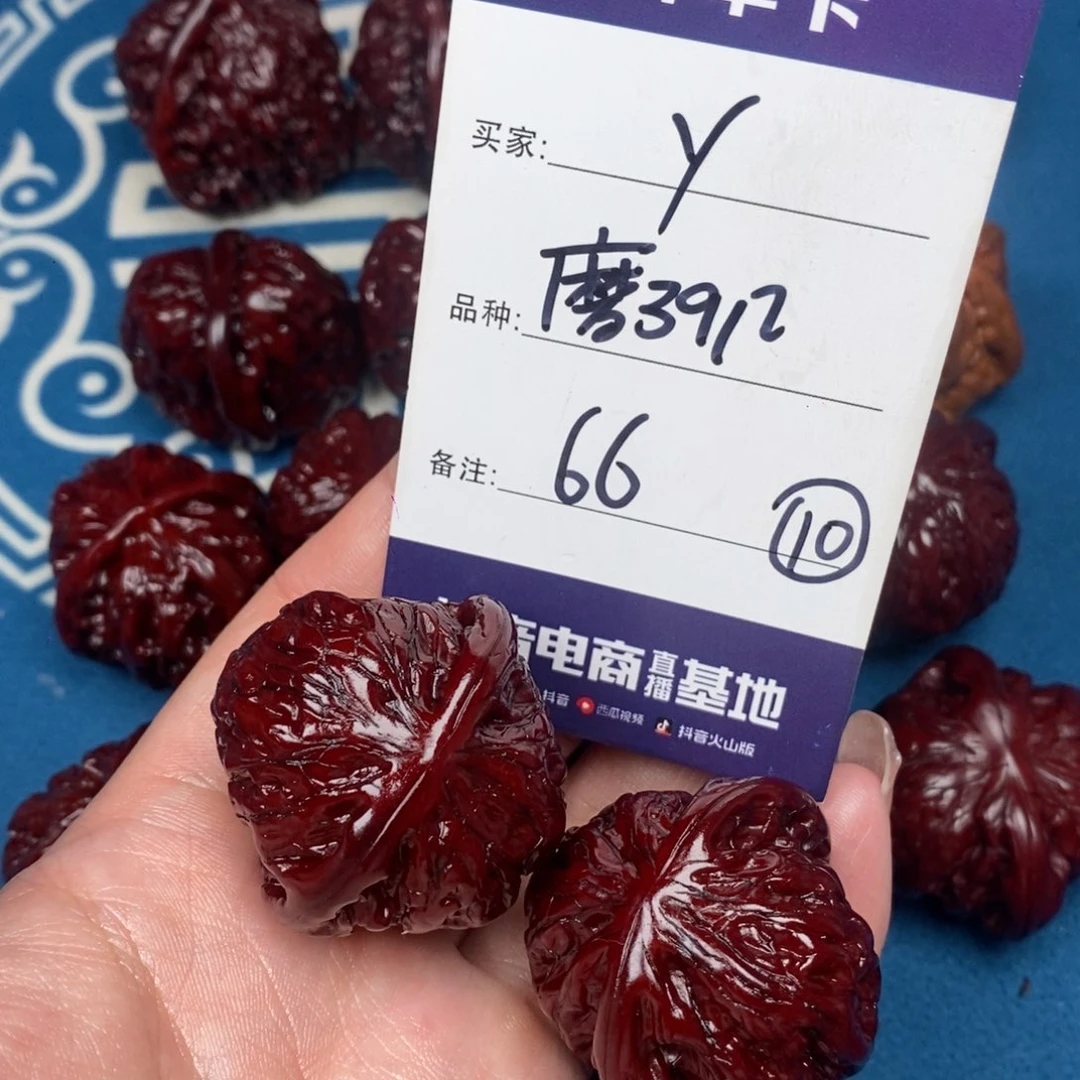 买家: Y
品种: 磨3912
备注: 66 ⑩
音电商直播基地
抖音 西瓜视频 抖音火山版